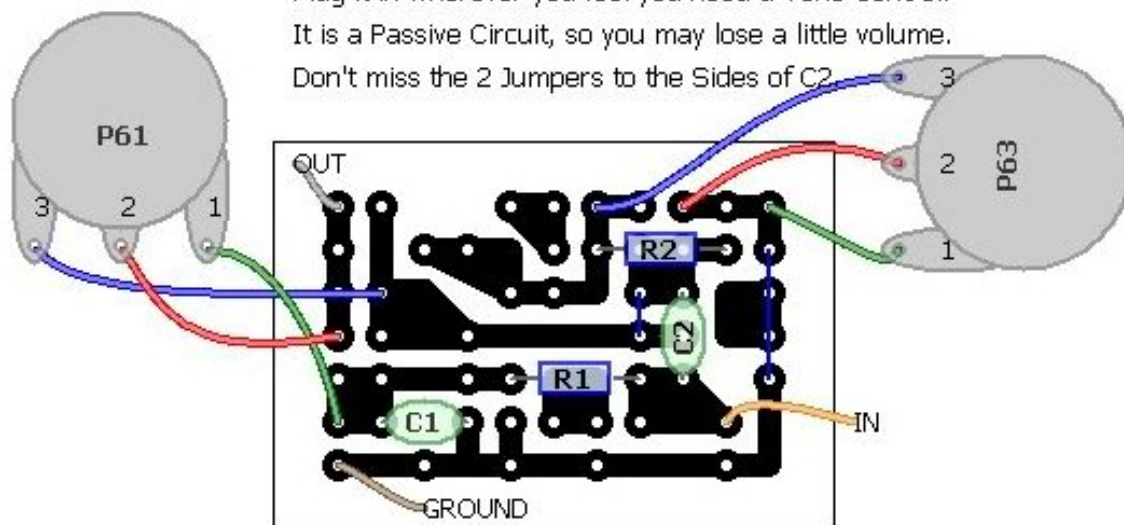 It is a Passive Circuit, so you may lose a little volume.
Don't miss the 2 Jumpers to the Sides of C2
P61
3
2
1
OUT
3
2
1
P63
R2
C2
R1
C1
IN
GROUND